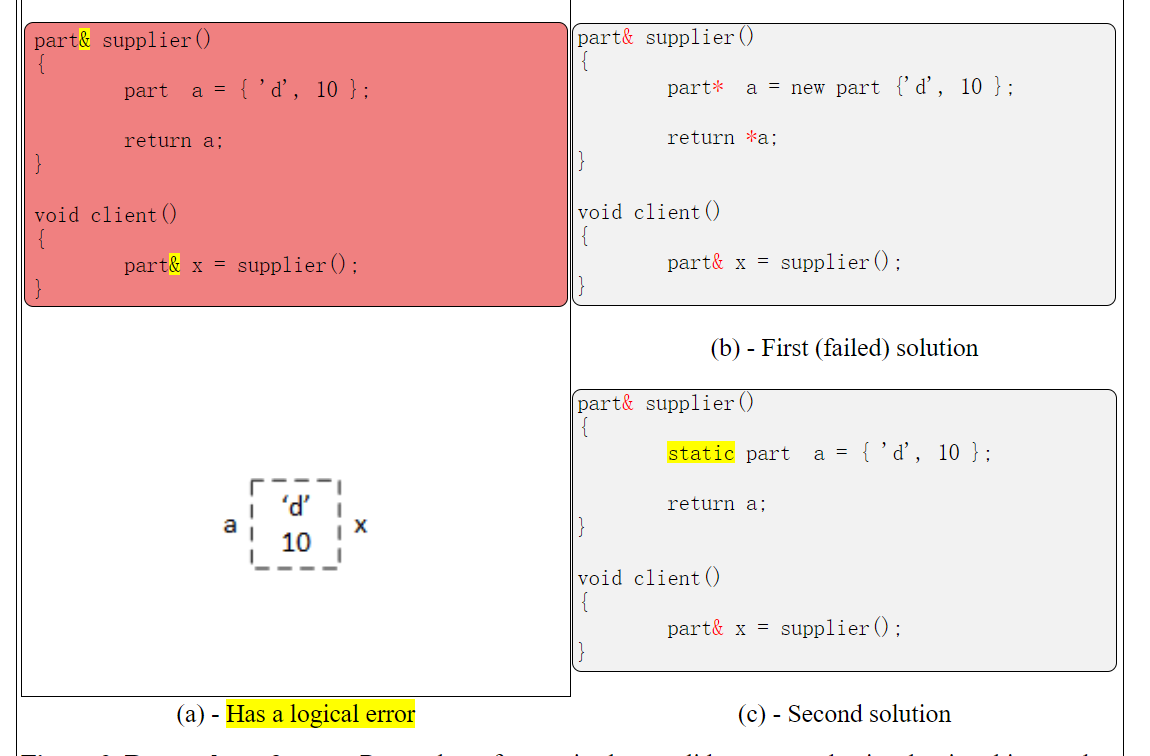 part& supplier()
{
part a = { 'd', 10 };
return a;
}
void client()
{
part& x = supplier();
}
a
‘d’
10
x
(a) - Has a logical error
part& supplier()
{
part* a = new part {'d', 10 };
return *a;
}
void client()
{
part& x = supplier();
}
(b) - First (failed) solution
part& supplier()
{
static part a = { 'd', 10 };
return a;
}
void client()
{
part& x = supplier();
}
(c) - Second solution